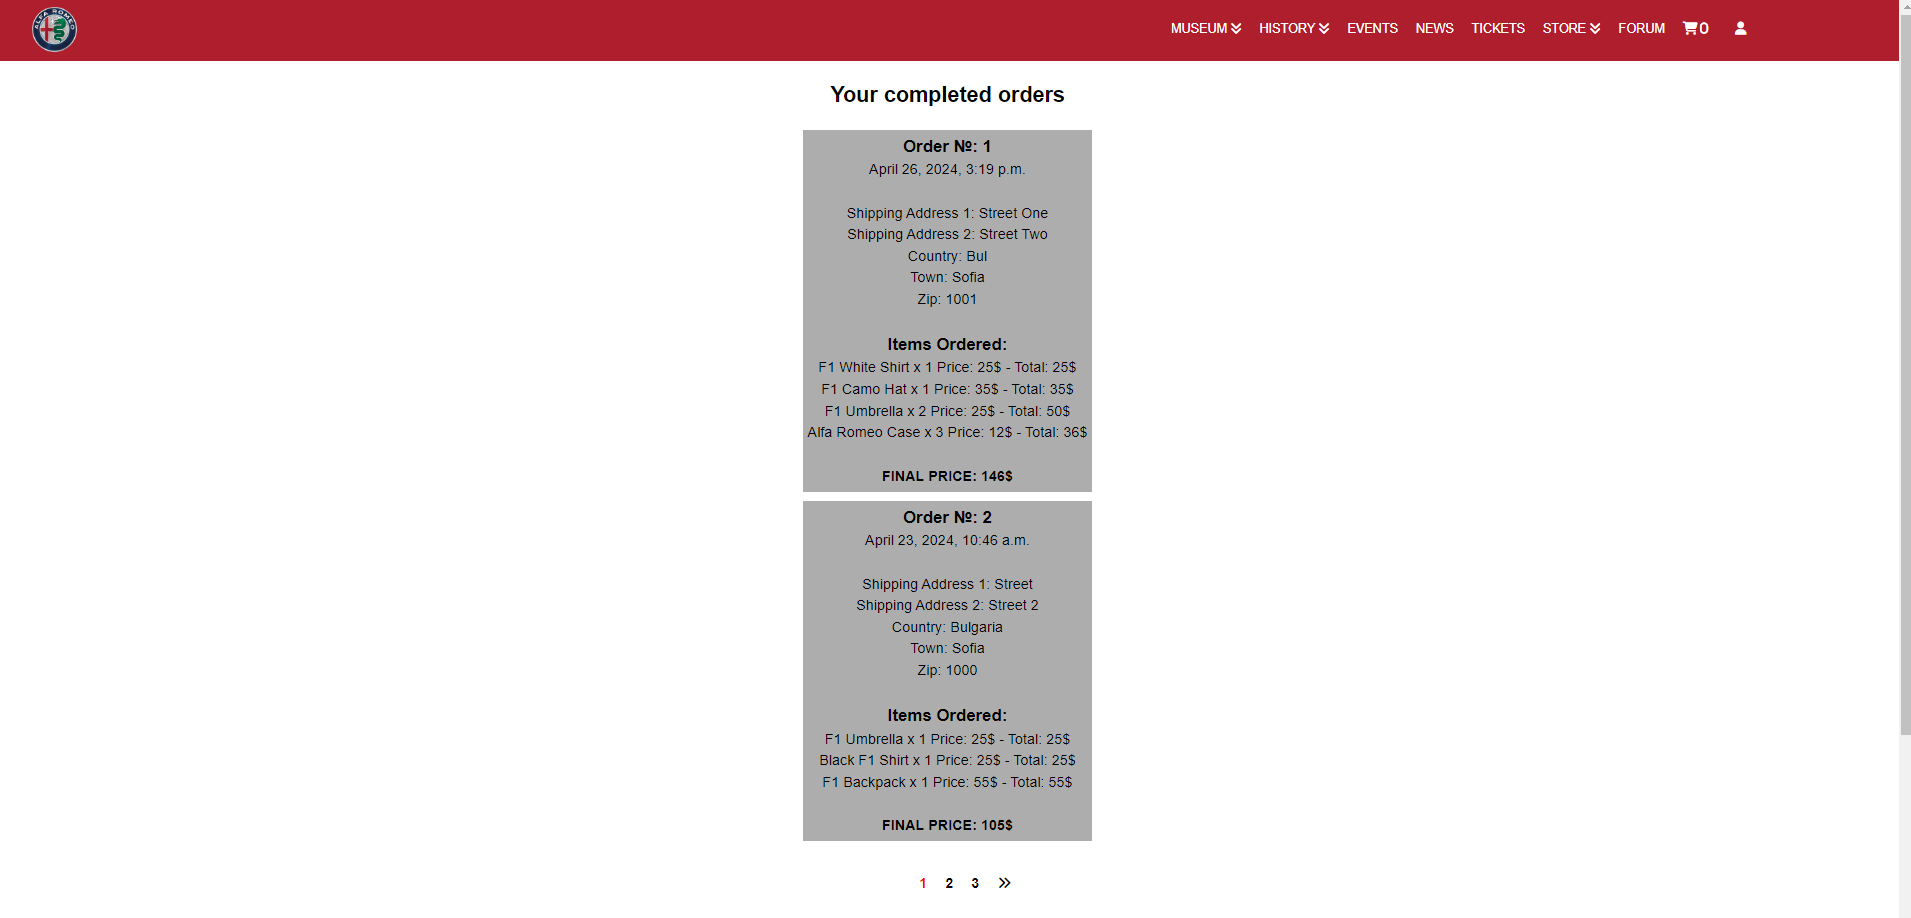 ALFA ROMEO
MUSEUM HISTORY EVENTS NEWS TICKETS STORE FORUM 0
Your completed orders
Order №: 1
April 26, 2024, 3:19 p.m.
Shipping Address 1: Street One
Shipping Address 2: Street Two
Country: Bul
Town: Sofia
Zip: 1001
Items Ordered:
F1 White Shirt x 1 Price: 25$ - Total: 25$
F1 Camo Hat x 1 Price: 35$ - Total: 35$
F1 Umbrella x 2 Price: 25$ - Total: 50$
Alfa Romeo Case x 3 Price: 12$ - Total: 36$
FINAL PRICE: 146$
Order №: 2
April 23, 2024, 10:46 a.m.
Shipping Address 1: Street
Shipping Address 2: Street 2
Country: Bulgaria
Town: Sofia
Zip: 1000
Items Ordered:
F1 Umbrella x 1 Price: 25$ - Total: 25$
Black F1 Shirt x 1 Price: 25$ - Total: 25$
F1 Backpack x 1 Price: 55$ - Total: 55$
FINAL PRICE: 105$
1 2 3 »